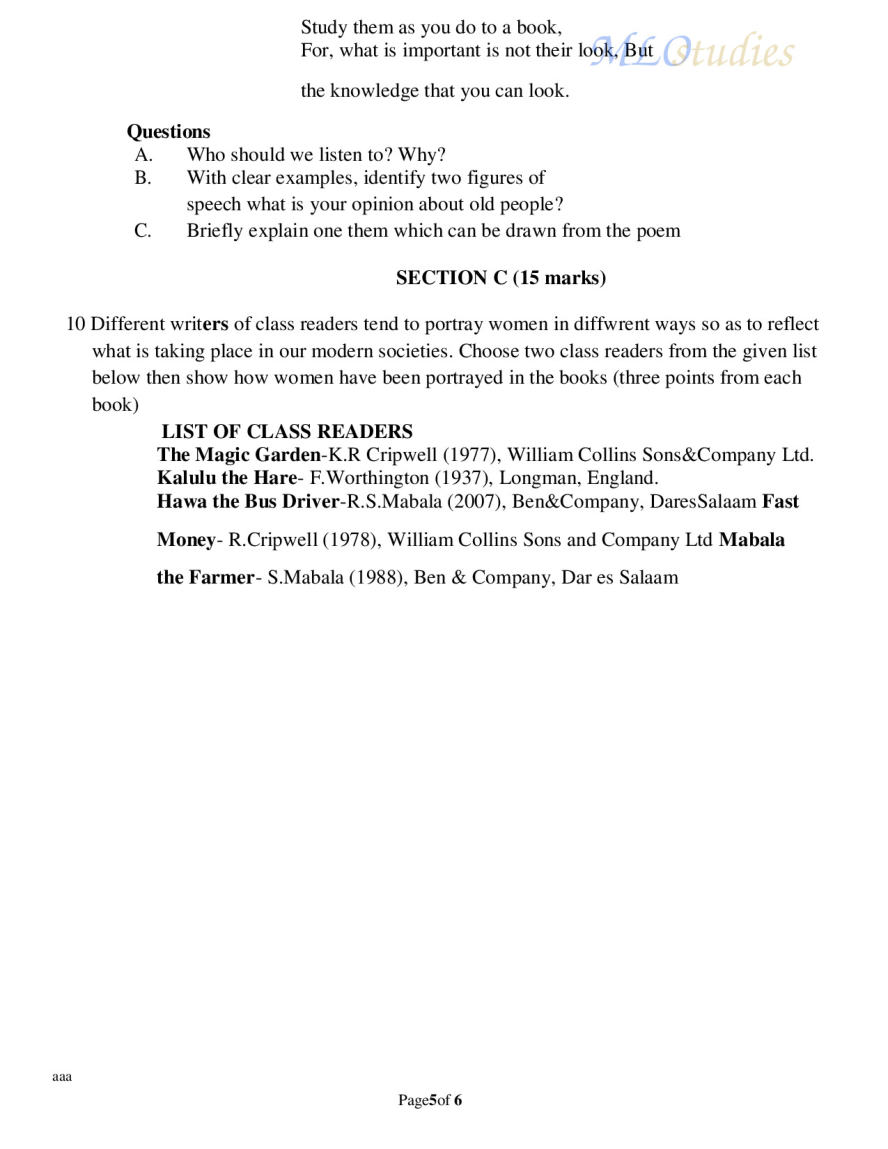 Study them as you do to a book,
For, what is important is not their look, But
ML Studies
the knowledge that you can look.
Questions
A. Who should we listen to? Why?
B. With clear examples, identify two figures of
speech what is your opinion about old people?
C. Briefly explain one them which can be drawn from the poem
SECTION C (15 marks)
10 Different writers of class readers tend to portray women in diffwrent ways so as to reflect
what is taking place in our modern societies. Choose two class readers from the given list
below then show how women have been portrayed in the books (three points from each
book)
LIST OF CLASS READERS
The Magic Garden-K.R Cripwell (1977), William Collins Sons&Company Ltd.
Kalulu the Hare- F.Worthington (1937), Longman, England.
Hawa the Bus Driver-R.S.Mabala (2007), Ben&Company, DaresSalaam Fast
Money- R.Cripwell (1978), William Collins Sons and Company Ltd Mabala
the Farmer- S.Mabala (1988), Ben & Company, Dar es Salaam
aaa
Page5of 6